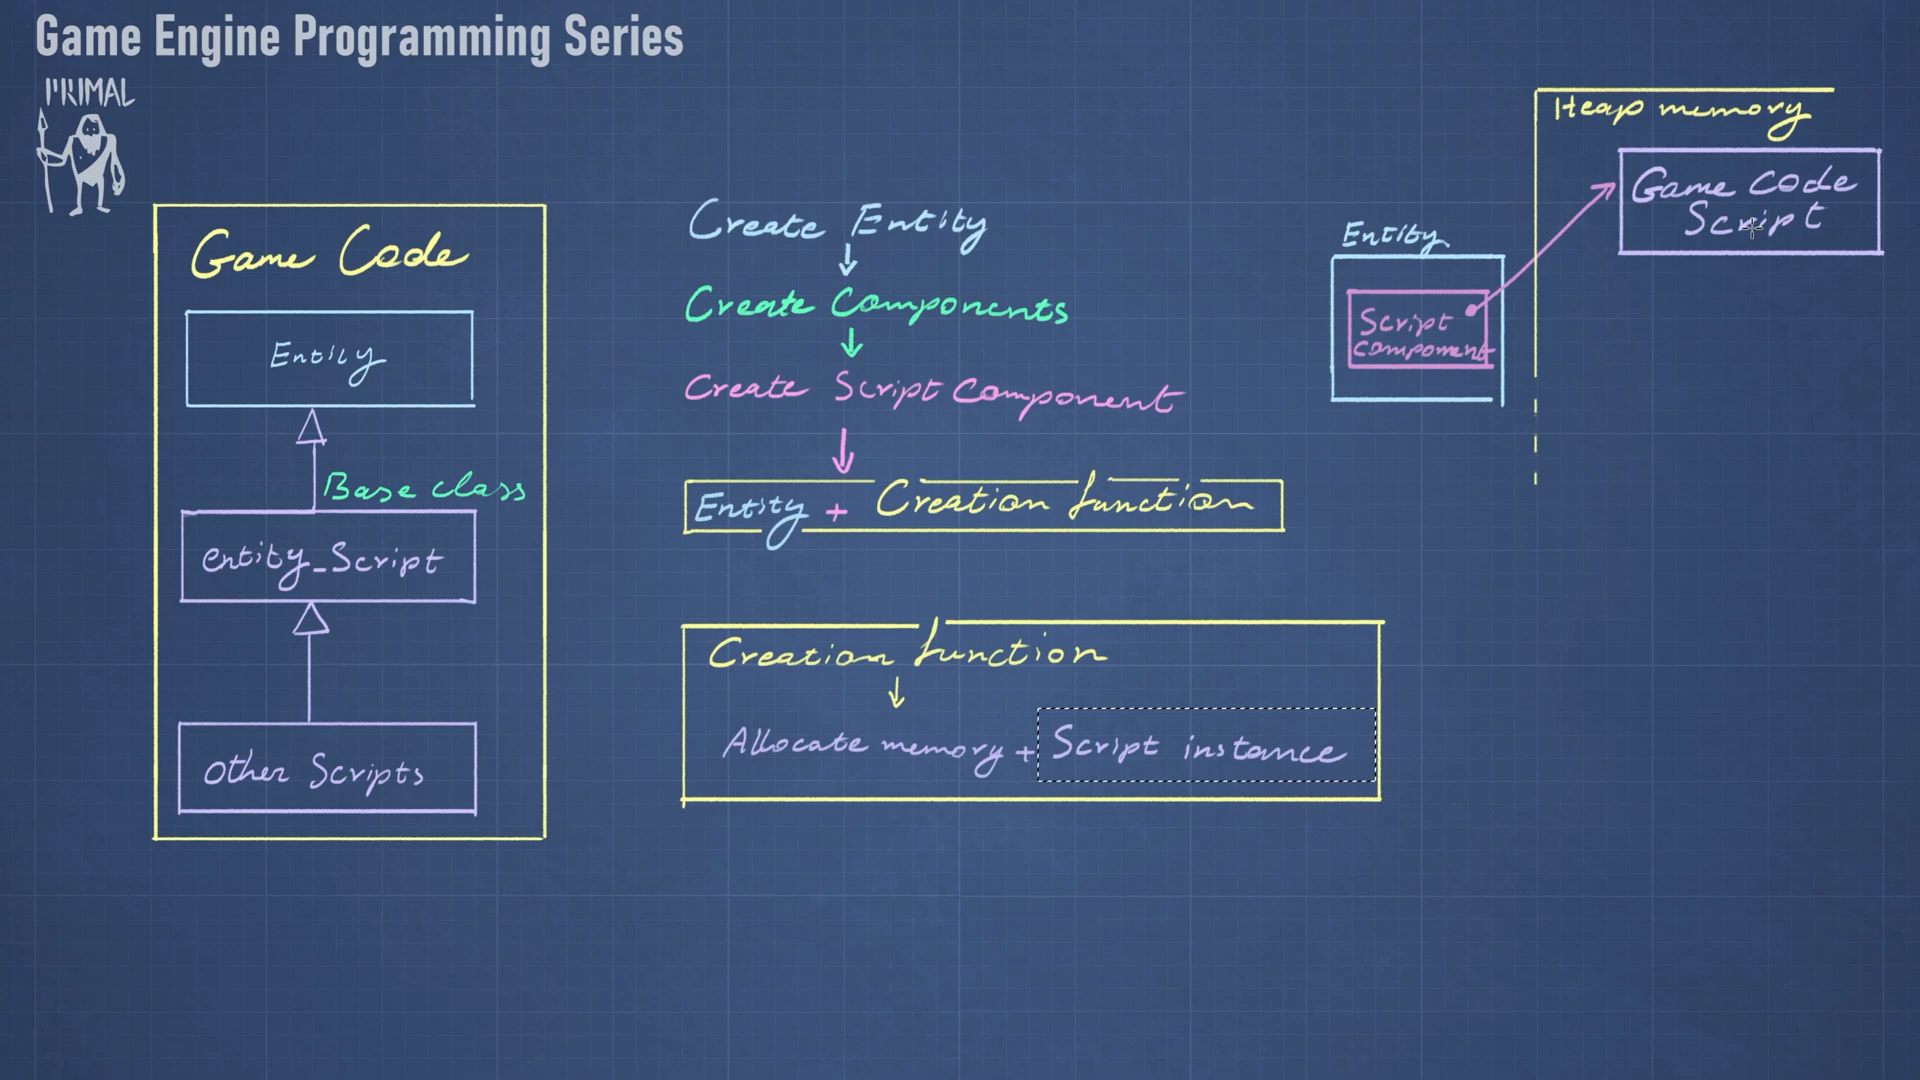 Game Engine Programming Series
PRIMAL
Game Code
Entity
Base class
entity_Script
other Scripts
Create Entity
Create Components
Create Script Component
Entity + Creation function
Creation function
Allocate memory + Script instance
Entity
Script
component
Heap memory
Game Code
Script